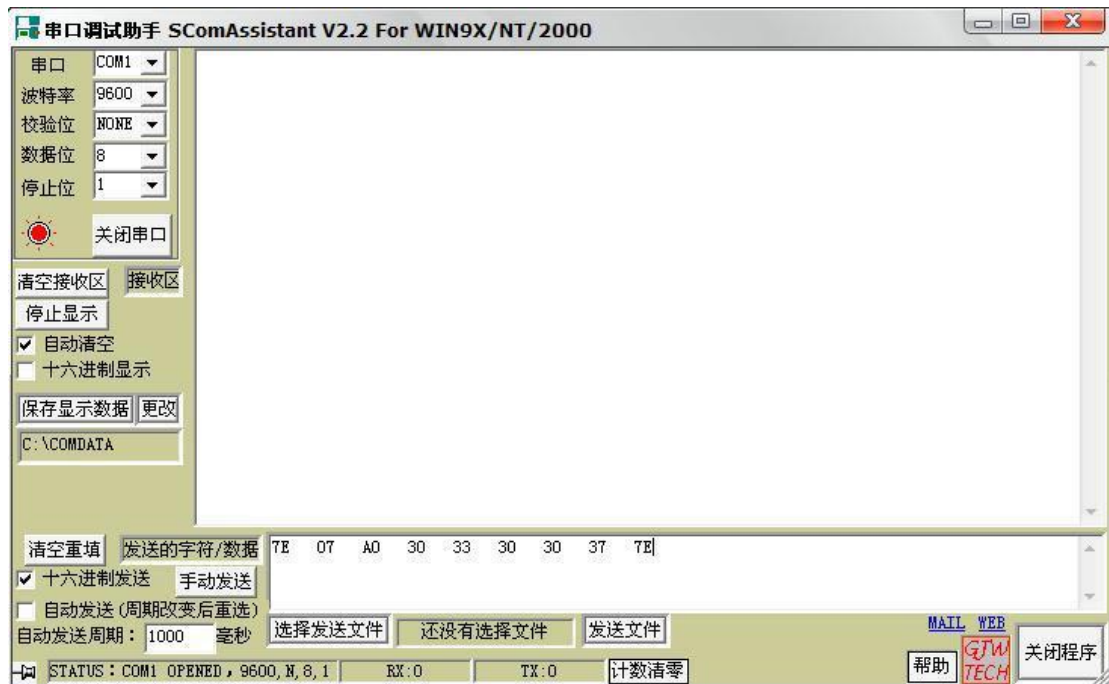 串口调试助手 SComAssistant V2.2 For WIN9X/NT/2000
串口 COM1
波特率 9600
校验位 NONE
数据位 8
停止位 1
关闭串口
清空接收区 接收区
停止显示
自动清空
十六进制显示
保存显示数据 更改
C:\COMDATA
清空重填 发送的字符/数据 7E 07 A0 30 33 30 30 37 7E
十六进制发送 手动发送
自动发送(周期改变后重选)
自动发送周期: 1000 毫秒 选择发送文件 还没有选择文件 发送文件 MAIL WEB
STATUS:COM1 OPENED,9600,N,8,1 RX:0 TX:0 计数清零 帮助 GJW TECH 关闭程序